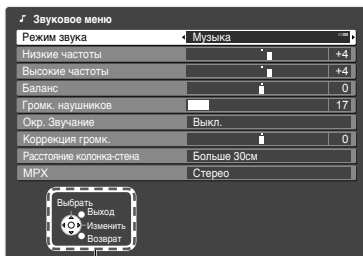 Звуковое меню
Режим звука Музыка
Низкие частоты +4
Высокие частоты +4
Баланс 0
Громк. наушников 17
Окр. Звучание Выкл.
Коррекция громк. 0
Расстояние колонка-стена Больше 30см
MPX Стерео
Выбрать
Выход
Изменить
Возврат